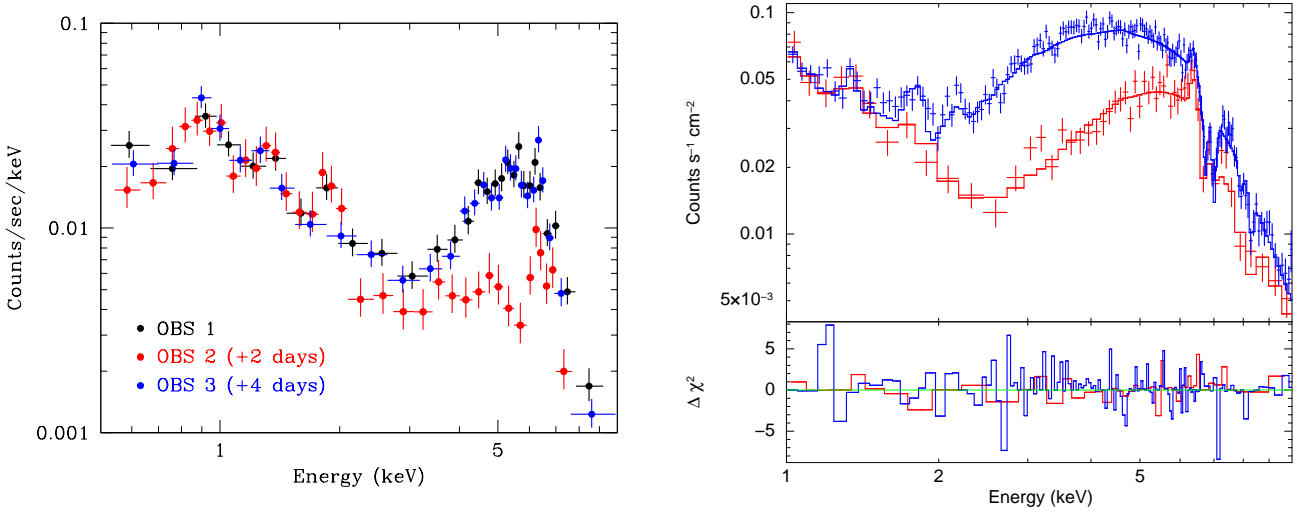 0.1
0.01
0.001
Counts/sec/keV
OBS 1
OBS 2 (+2 days)
OBS 3 (+4 days)
1
5
Energy (keV)
0.1
0.05
0.02
0.01
5×10⁻³
Counts s⁻¹ cm⁻²
5
0
−5
Δ χ²
1
2
5
Energy (keV)